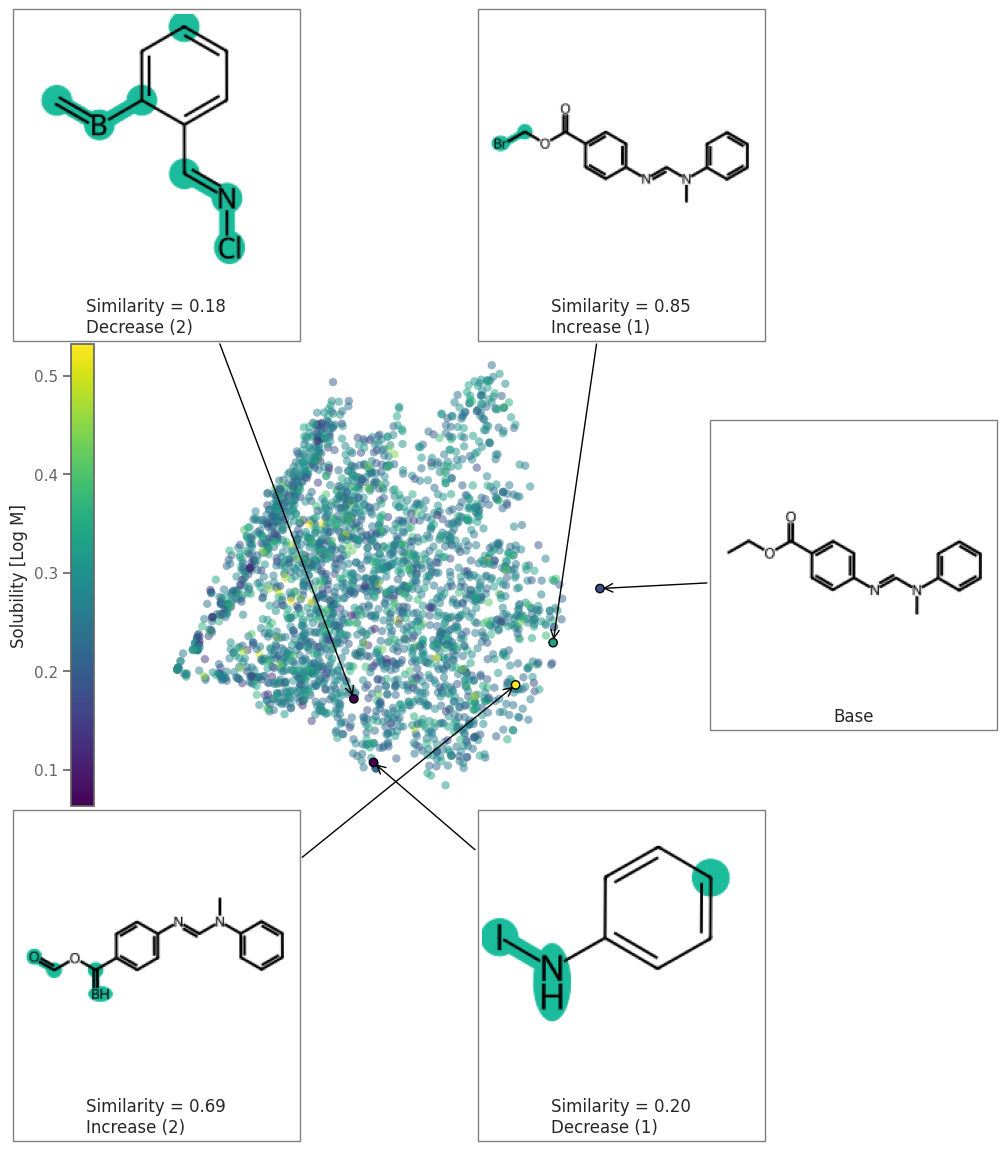 B
N
Cl
Similarity = 0.18
Decrease (2)
O
Br
O
N
N
Similarity = 0.85
Increase (1)
0.5
0.4
0.3
0.2
0.1
Solubility [Log M]
O
O
N
N
Base
N
N
O
O
BH
Similarity = 0.69
Increase (2)
I
N
H
Similarity = 0.20
Decrease (1)